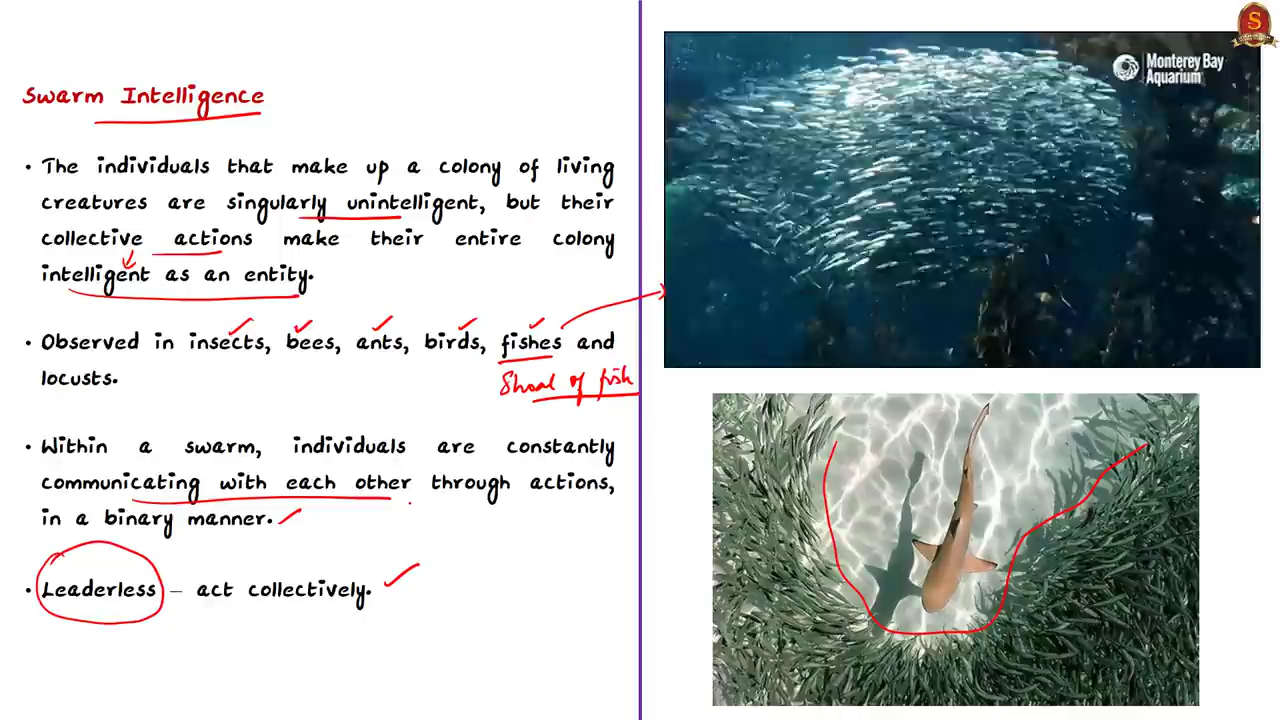 Swarm Intelligence
• The individuals that make up a colony of living
creatures are singularly unintelligent, but their
collective actions make their entire colony
intelligent as an entity.
• Observed in insects, bees, ants, birds, fishes and
locusts.
Shoal of fish
• Within a swarm, individuals are constantly
communicating with each other through actions,
in a binary manner.
• Leaderless – act collectively.
Monterey Bay
Aquarium
S